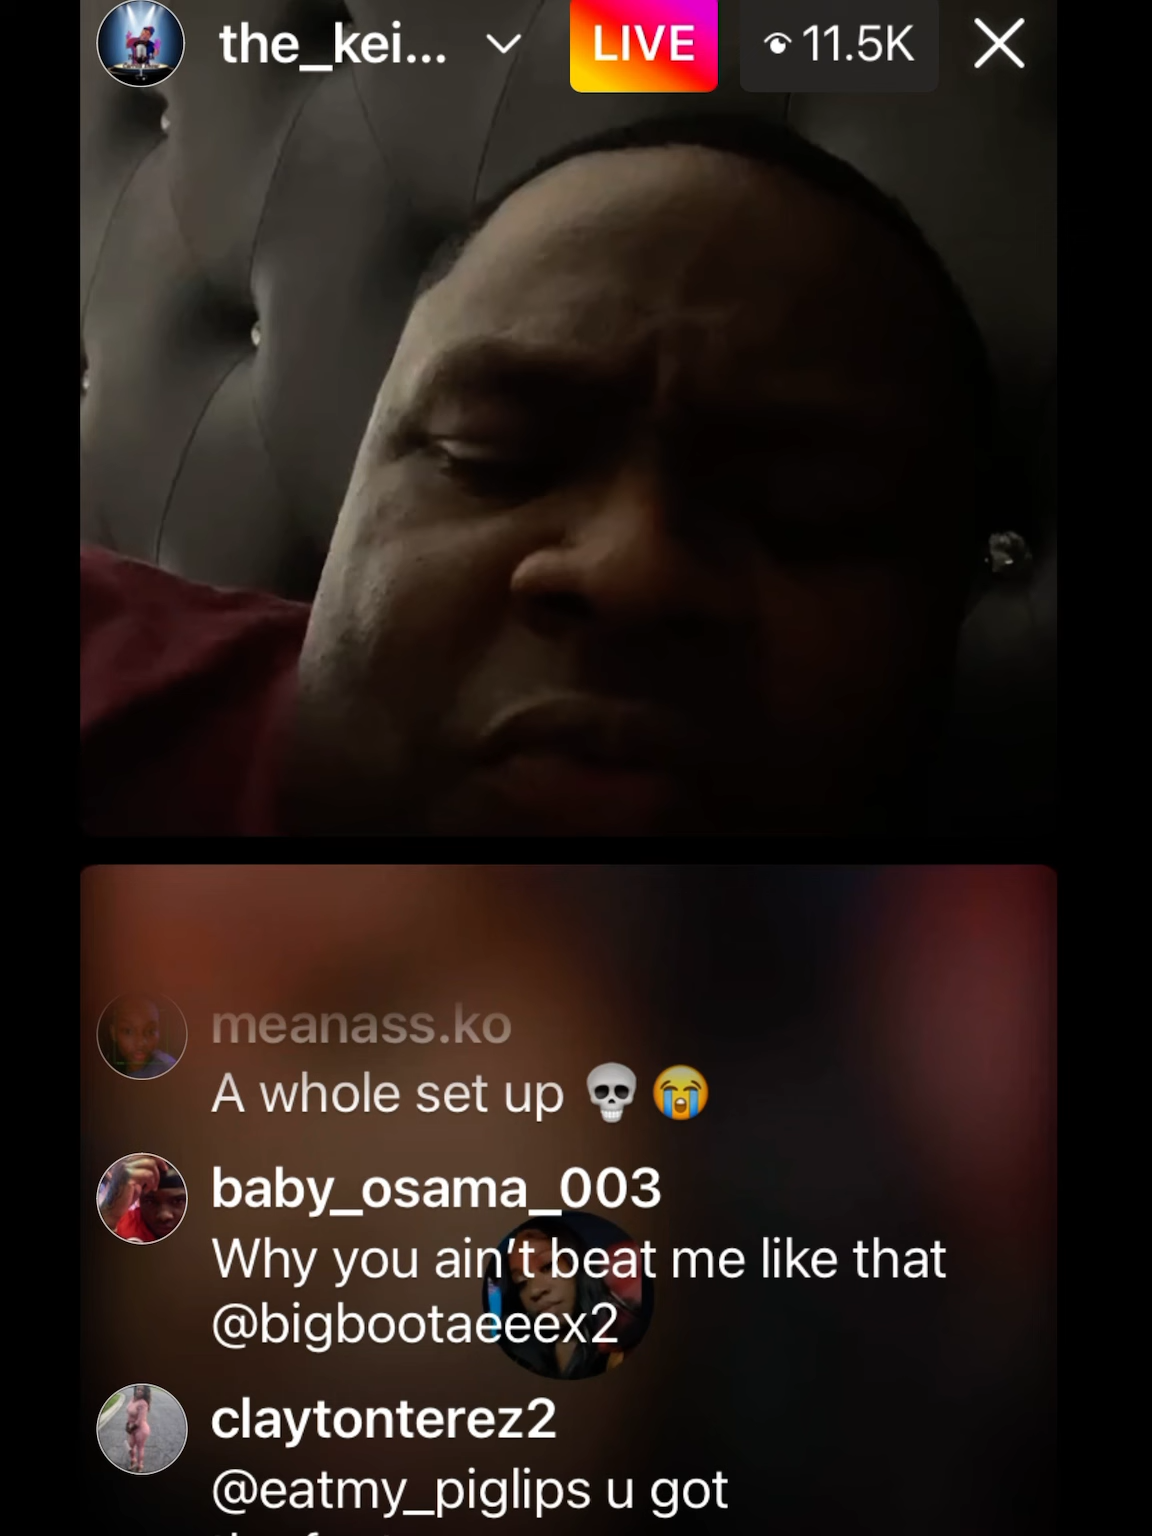 the_kei...
LIVE
11.5K
meanass.ko
A whole set up 💀😭
baby_osama_003
Why you ain’t beat me like that
@bigbootaeeex2
claytonterez2
@eatmy_piglips u got